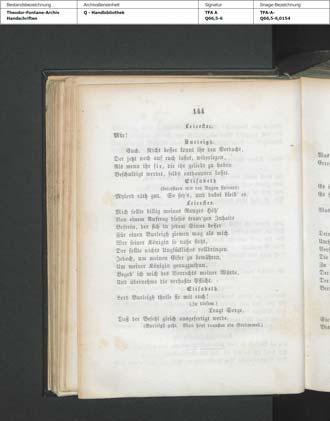 Bestandsbezeichnung
Archivalieneinheit
Signatur
Image-Bezeichnung
Theodor-Fontane-Archiv
Handschriften
Q - Handbibliothek
TFA A
Q66,5-6
TFA-A-
Q66,5-6,0154
144
Leicester.
Mir!
Burleigh.
Euch. Nicht besser könnt ihr den Verdacht,
Der jetzt noch auf euch lastet, widerlegen,
Als wenn ihr sie, die ihr geliebt zu haben
Beschuldigt werdet, selbst enthaupten lasset.
Elisabeth
(Leicestern mit den Augen fixirend)
Mylord räth gut. So sey's, und dabei bleib' es.
Leicester.
Mich sollte billig meines Ranges Höh'
Von einem Auftrag dieses traur'gen Inhalts
Befrein, der sich in jedem Sinne besser
Für einen Burleigh ziemen mag als mich.
Wer seiner Königin so nahe steht,
Der sollte nichts Unglückliches vollbringen.
Jedoch, um meinen Eifer zu bewähren,
Um meiner Königin genugzuthun,
Begeb' ich mich des Vorrechts meiner Würde,
Und übernehme die verhaßte Pflicht.
Elisabeth.
Lord Burleigh theile sie mit euch!
(Zu diesem)
Tragt Sorge,
Daß der Befehl gleich ausgefertigt werde.
(Burleigh geht. Man hört draußen ein Getümmel.)